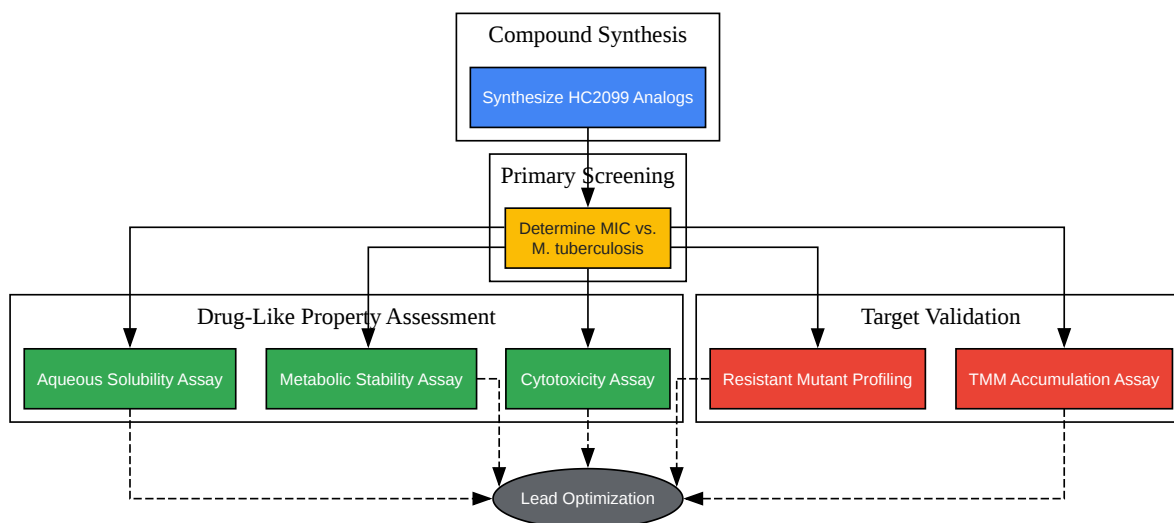 Compound Synthesis
Synthesize HC2099 Analogs
Primary Screening
Determine MIC vs.
M. tuberculosis
Drug-Like Property Assessment
Target Validation
Aqueous Solubility Assay
Metabolic Stability Assay
Cytotoxicity Assay
Resistant Mutant Profiling
TMM Accumulation Assay
Lead Optimization